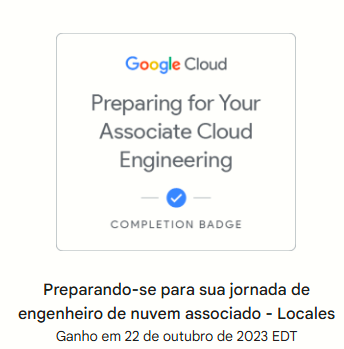 Google Cloud
Preparing for Your
Associate Cloud
Engineering
COMPLETION BADGE
Preparando-se para sua jornada de
engenheiro de nuvem associado - Locales
Ganho em 22 de outubro de 2023 EDT